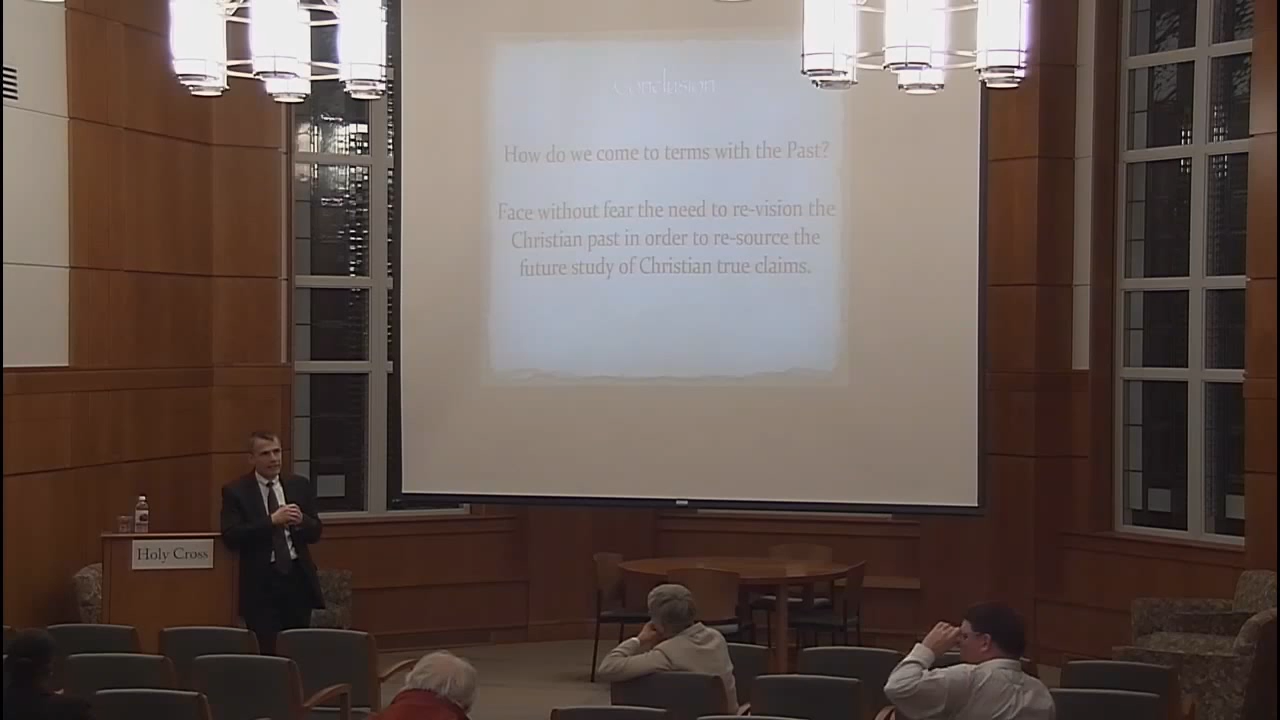 Conclusion
How do we come to terms with the Past?
Face without fear the need to re-vision the
Christian past in order to re-source the
future study of Christian true claims.
Holy Cross